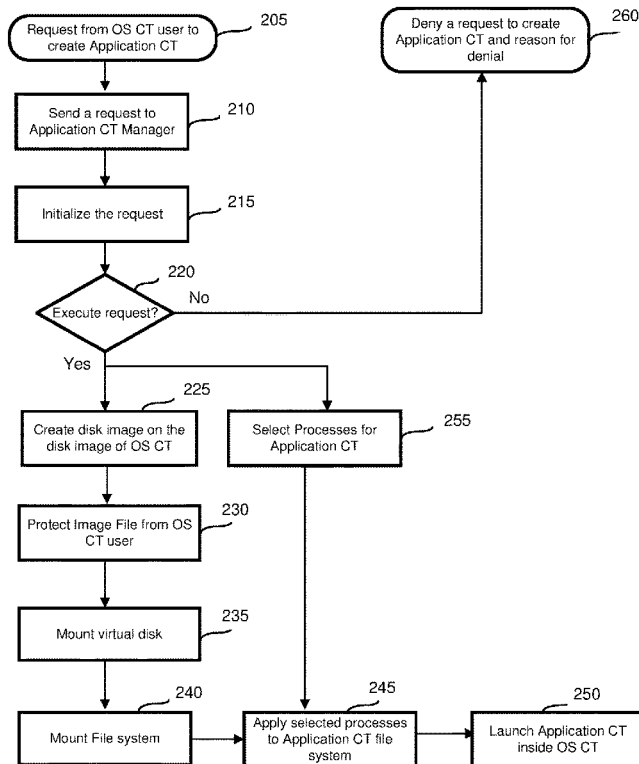 Request from OS CT user to
create Application CT
205
Deny a request to create
Application CT and reason for
denial
260
Send a request to
Application CT Manager
210
Initialize the request
215
220
Execute request?
No
Yes
225
Create disk image on the
disk image of OS CT
Select Processes for
Application CT
255
Protect Image File from OS
CT user
230
Mount virtual disk
235
240
Mount File system
245
Apply selected processes
to Application CT file
system
250
Launch Application CT
inside OS CT